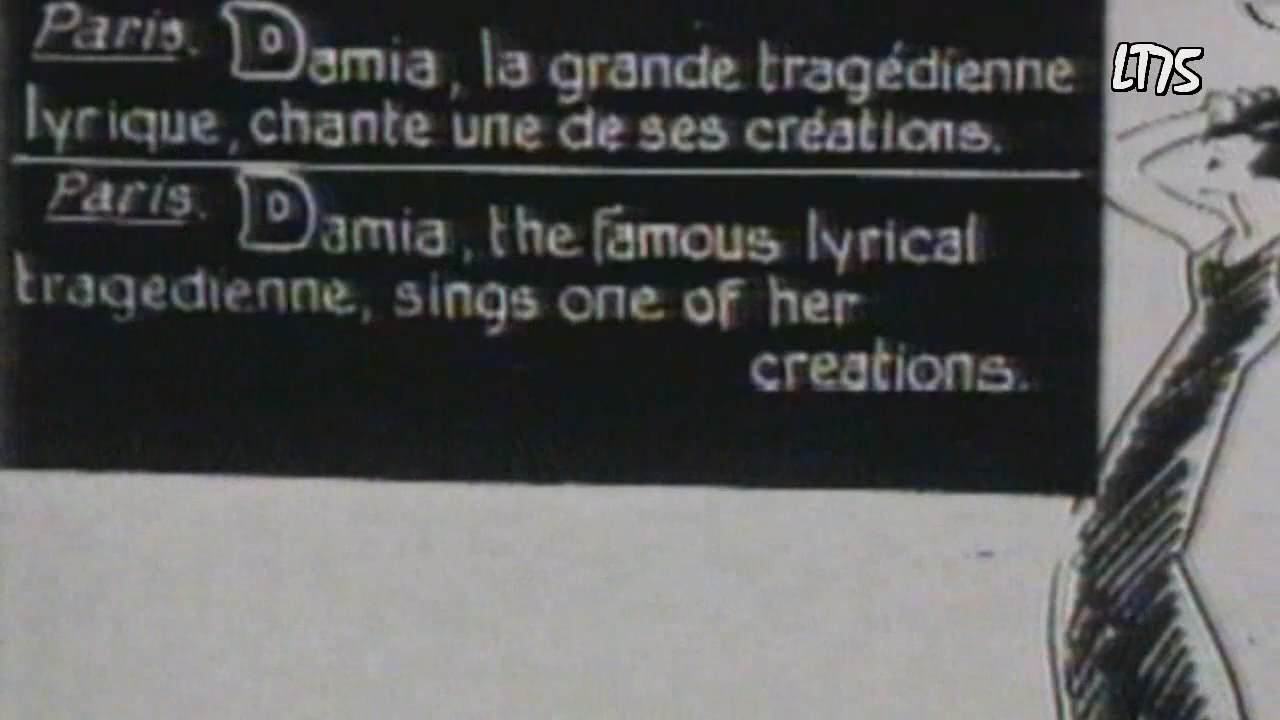 Paris. Damia, la grande tragédienne
lyrique, chante une de ses créations.
Paris. Damia, the famous lyrical
tragedienne, sings one of her
creations.
LTNS